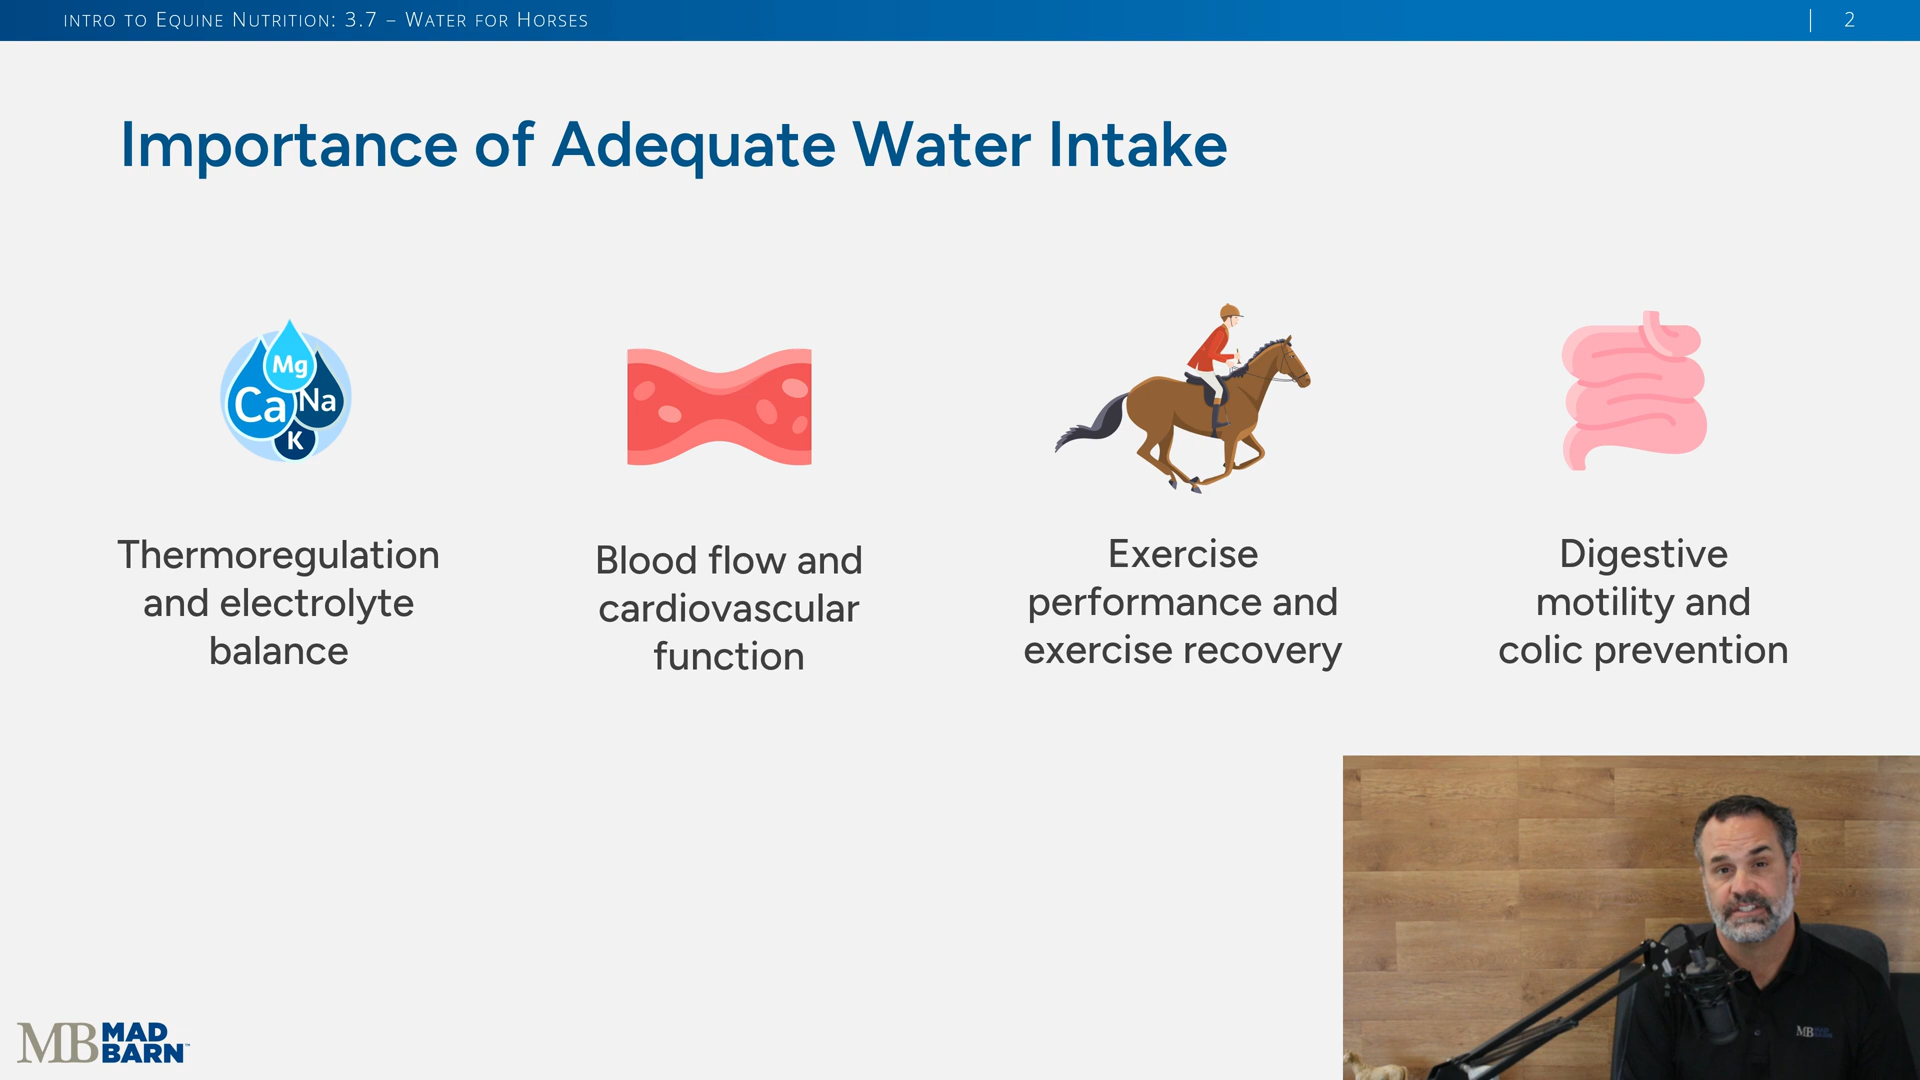 INTRO TO EQUINE NUTRITION: 3.7 – WATER FOR HORSES
2
Importance of Adequate Water Intake
Mg
Ca
Na
K
Thermoregulation
and electrolyte
balance
Blood flow and
cardiovascular
function
Exercise
performance and
exercise recovery
Digestive
motility and
colic prevention
MB MAD
BARN™
MB